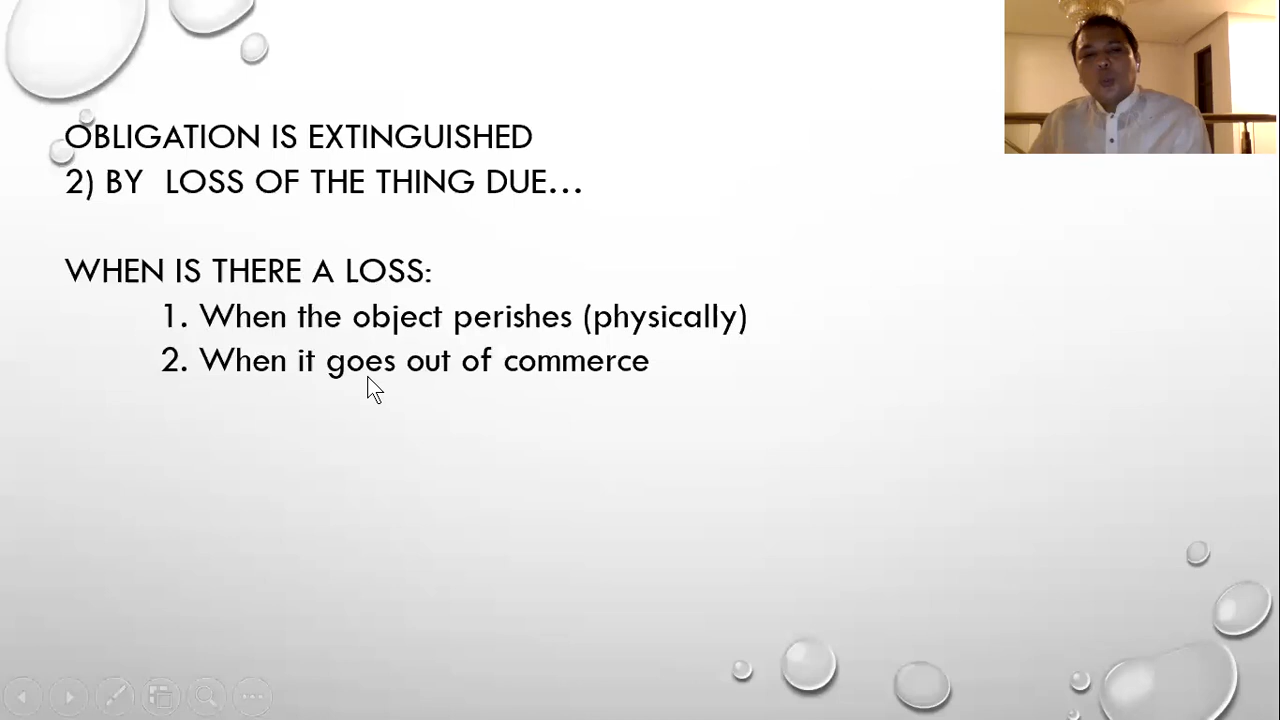 OBLIGATION IS EXTINGUISHED
2) BY LOSS OF THE THING DUE...
WHEN IS THERE A LOSS:
1. When the object perishes (physically)
2. When it goes out of commerce